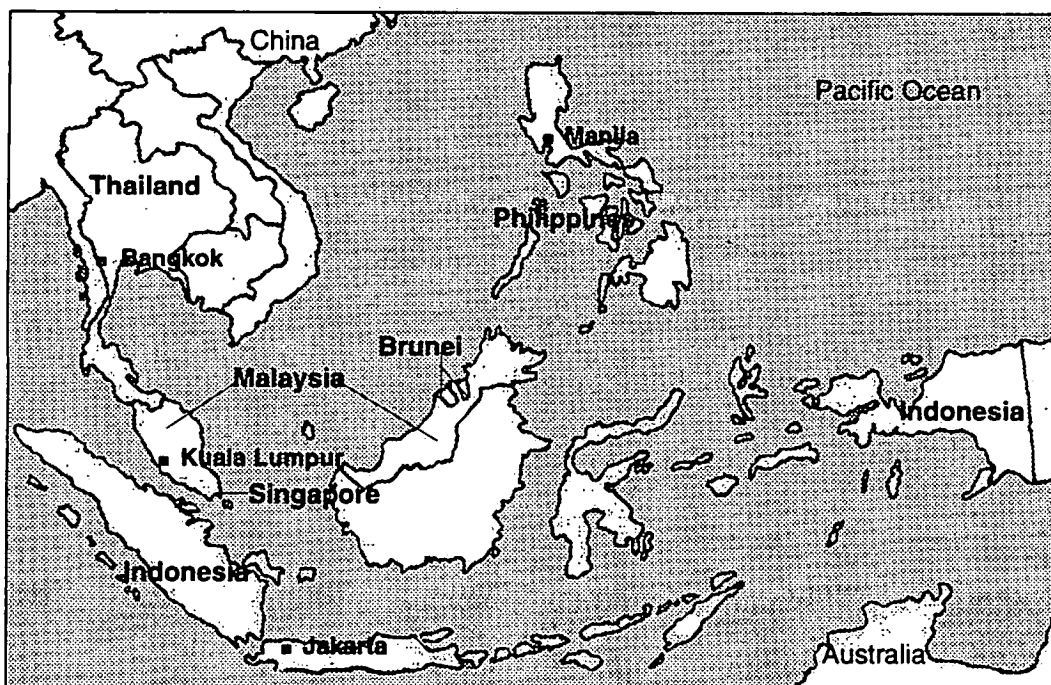 China
Pacific Ocean
Manila
Thailand
Philippines
Bangkok
Brunei
Malaysia
Indonesia
Kuala Lumpur
Singapore
Indonesia
Jakarta
Australia